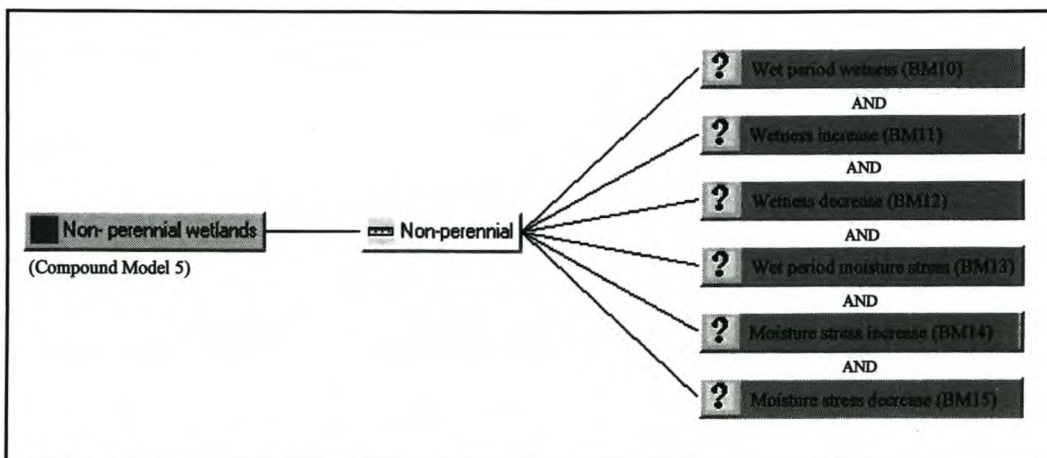 ? Wet period wetness (BM10)
AND
? Wetness increase (BM11)
AND
? Wetness decrease (BM12)
AND
Non- perennial wetlands
Non-perennial
(Compound Model 5)
? Wet period moisture stress (BM13)
AND
? Moisture stress increase (BM14)
AND
? Moisture stress decrease (BM15)